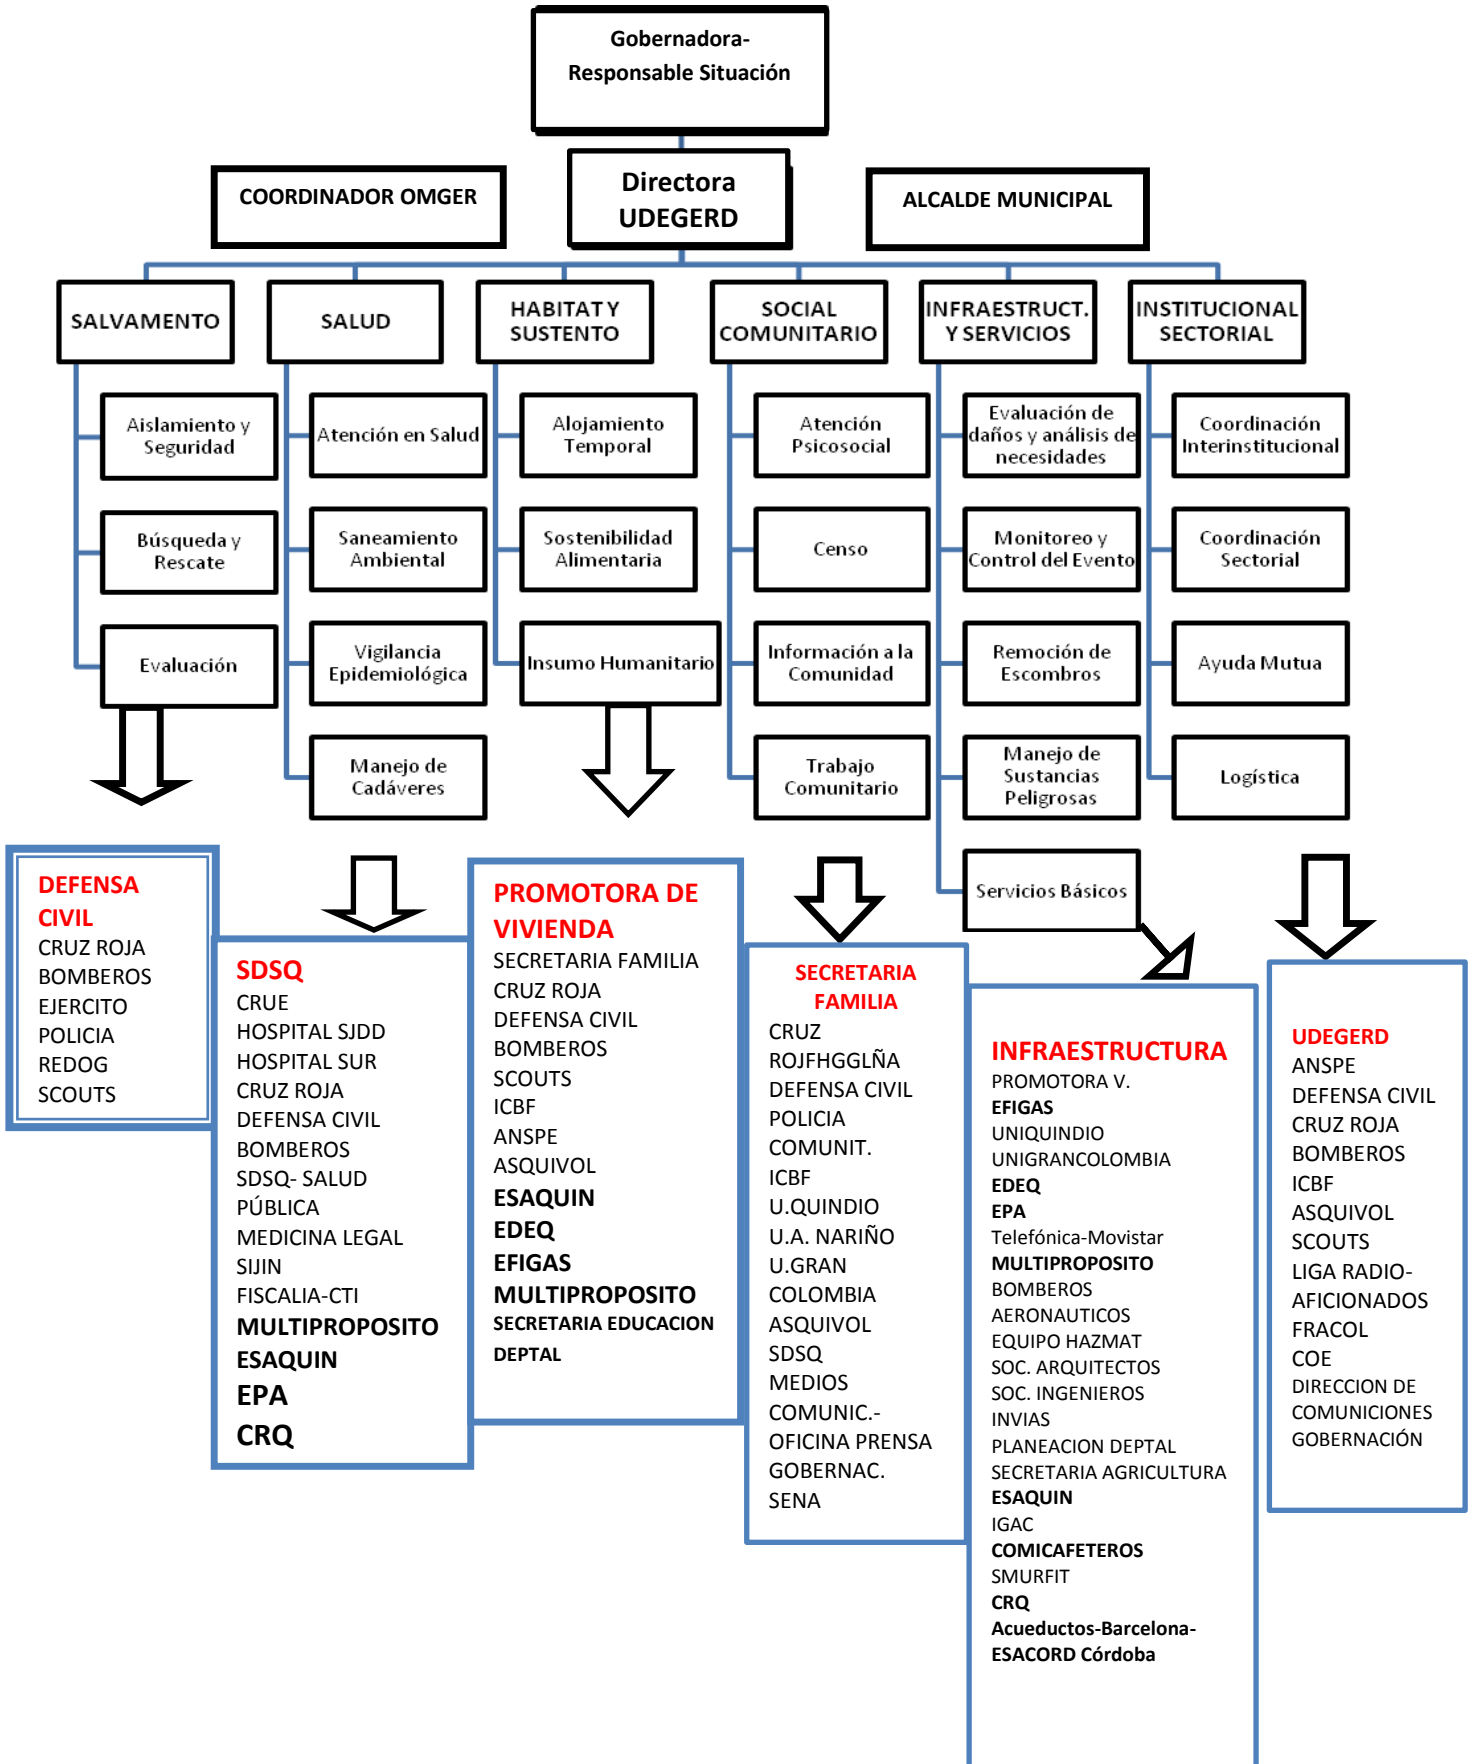 Gobernadora-
Responsable Situación
COORDINADOR OMGER
Directora
UDEGERD
ALCALDE MUNICIPAL
SALVAMENTO
SALUD
HABITAT Y
SUSTENTO
SOCIAL
COMUNITARIO
INFRAESTRUCT.
Y SERVICIOS
INSTITUCIONAL
SECTORIAL
Aislamiento y
Seguridad
Búsqueda y
Rescate
Evaluación
Atención en Salud
Saneamiento
Ambiental
Vigilancia
Epidemiológica
Manejo de
Cadáveres
Alojamiento
Temporal
Sostenibilidad
Alimentaria
Insumo Humanitario
Atención
Psicosocial
Censo
Información a la
Comunidad
Trabajo
Comunitario
Evaluación de
daños y análisis de
necesidades
Monitoreo y
Control del Evento
Remoción de
Escombros
Manejo de
Sustancias
Peligrosas
Servicios Básicos
Coordinación
Interinstitucional
Coordinación
Sectorial
Ayuda Mutua
Logística
DEFENSA
CIVIL
CRUZ ROJA
BOMBEROS
EJERCITO
POLICIA
REDOG
SCOUTS
SDSQ
CRUE
HOSPITAL SJDD
HOSPITAL SUR
CRUZ ROJA
DEFENSA CIVIL
BOMBEROS
SDSQ- SALUD
PÚBLICA
MEDICINA LEGAL
SIJIN
FISCALIA-CTI
MULTIPROPOSITO
ESAQUIN
EPA
CRQ
PROMOTORA DE
VIVIENDA
SECRETARIA FAMILIA
CRUZ ROJA
DEFENSA CIVIL
BOMBEROS
SCOUTS
ICBF
ANSPE
ASQUIVOL
ESAQUIN
EDEQ
EFIGAS
MULTIPROPOSITO
SECRETARIA EDUCACION
DEPTAL
SECRETARIA
FAMILIA
CRUZ
ROJFHGGLÑA
DEFENSA CIVIL
POLICIA
COMUNIT.
ICBF
U.QUINDIO
U.A. NARIÑO
U.GRAN
COLOMBIA
ASQUIVOL
SDSQ
MEDIOS
COMUNIC.-
OFICINA PRENSA
GOBERNAC.
SENA
INFRAESTRUCTURA
PROMOTORA V.
EFIGAS
UNIQUINDIO
UNIGRANCOLOMBIA
EDEQ
EPA
Telefónica-Movistar
MULTIPROPOSITO
BOMBEROS
AERONAUTICOS
EQUIPO HAZMAT
SOC. ARQUITECTOS
SOC. INGENIEROS
INVIAS
PLANEACION DEPTAL
SECRETARIA AGRICULTURA
ESAQUIN
IGAC
COMICAFETEROS
SMURFIT
CRQ
Acueductos-Barcelona-
ESACORD Córdoba
UDEGERD
ANSPE
DEFENSA CIVIL
CRUZ ROJA
BOMBEROS
ICBF
ASQUIVOL
SCOUTS
LIGA RADIO-
AFICIONADOS
FRACOL
COE
DIRECCION DE
COMUNICIONES
GOBERNACIÓN